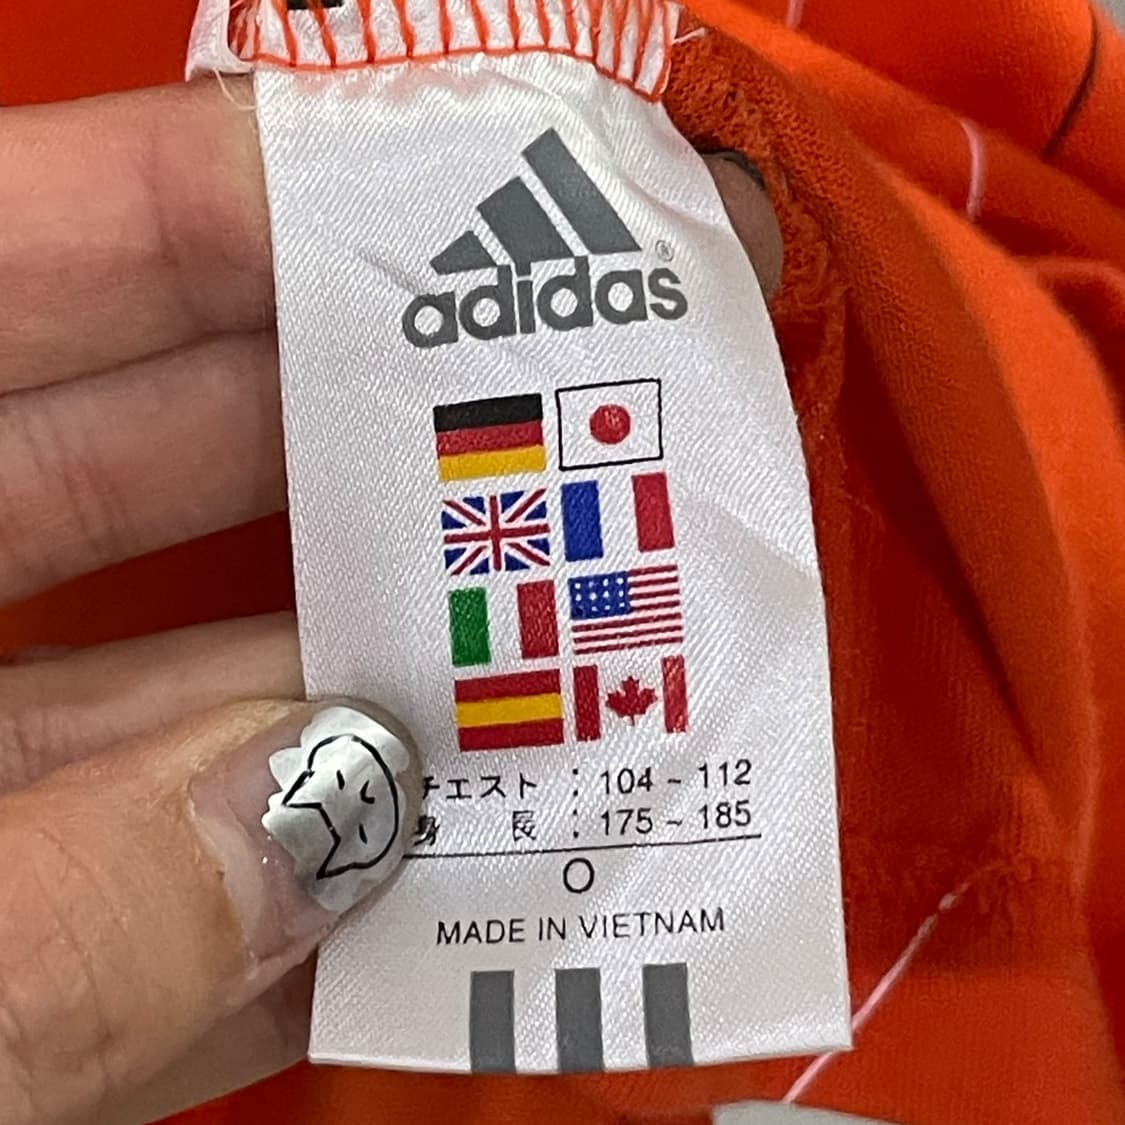 adidas®
チエスト : 104 ~ 112
身 長 : 175 ~ 185
O
MADE IN VIETNAM